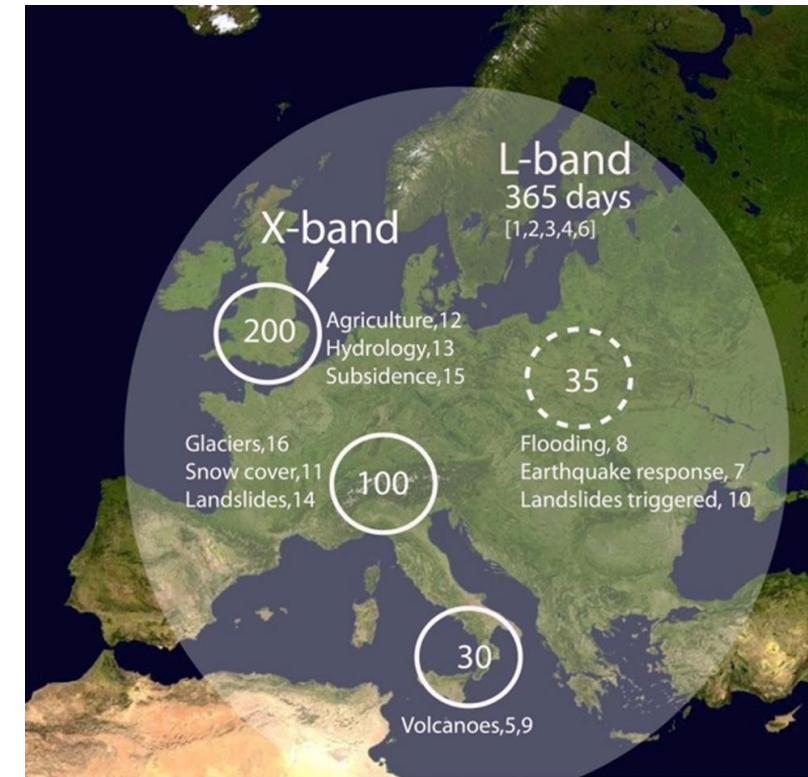 L-band
365 days
[1,2,3,4,6]
X-band
200
Agriculture,12
Hydrology,13
Subsidence,15
35
Glaciers,16
Snow cover,11
Landslides,14
100
Flooding, 8
Earthquake response, 7
Landslides triggered, 10
30
Volcanoes,5,9